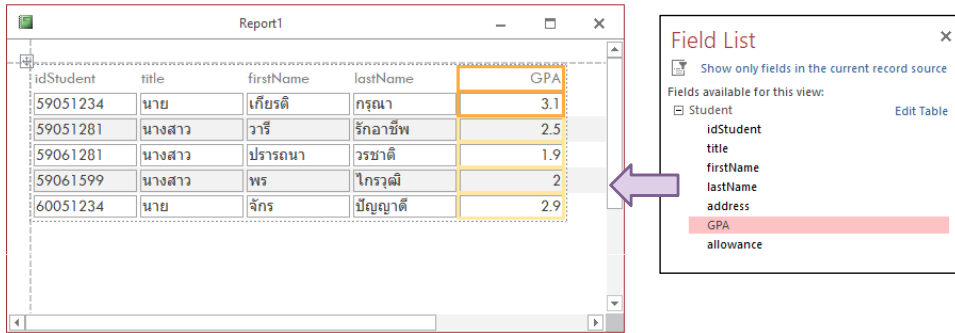 Report1
idStudent title firstName lastName GPA
59051234 นาย เกียรติ กรุณา 3.1
59051281 นางสาว วารี รักอาชีพ 2.5
59061281 นางสาว ปรารถนา วรชาติ 1.9
59061599 นางสาว พร ไกรวุฒิ 2
60051234 นาย จักร ปัญญาดี 2.9
Field List
Show only fields in the current record source
Fields available for this view:
Student Edit Table
idStudent
title
firstName
lastName
address
GPA
allowance